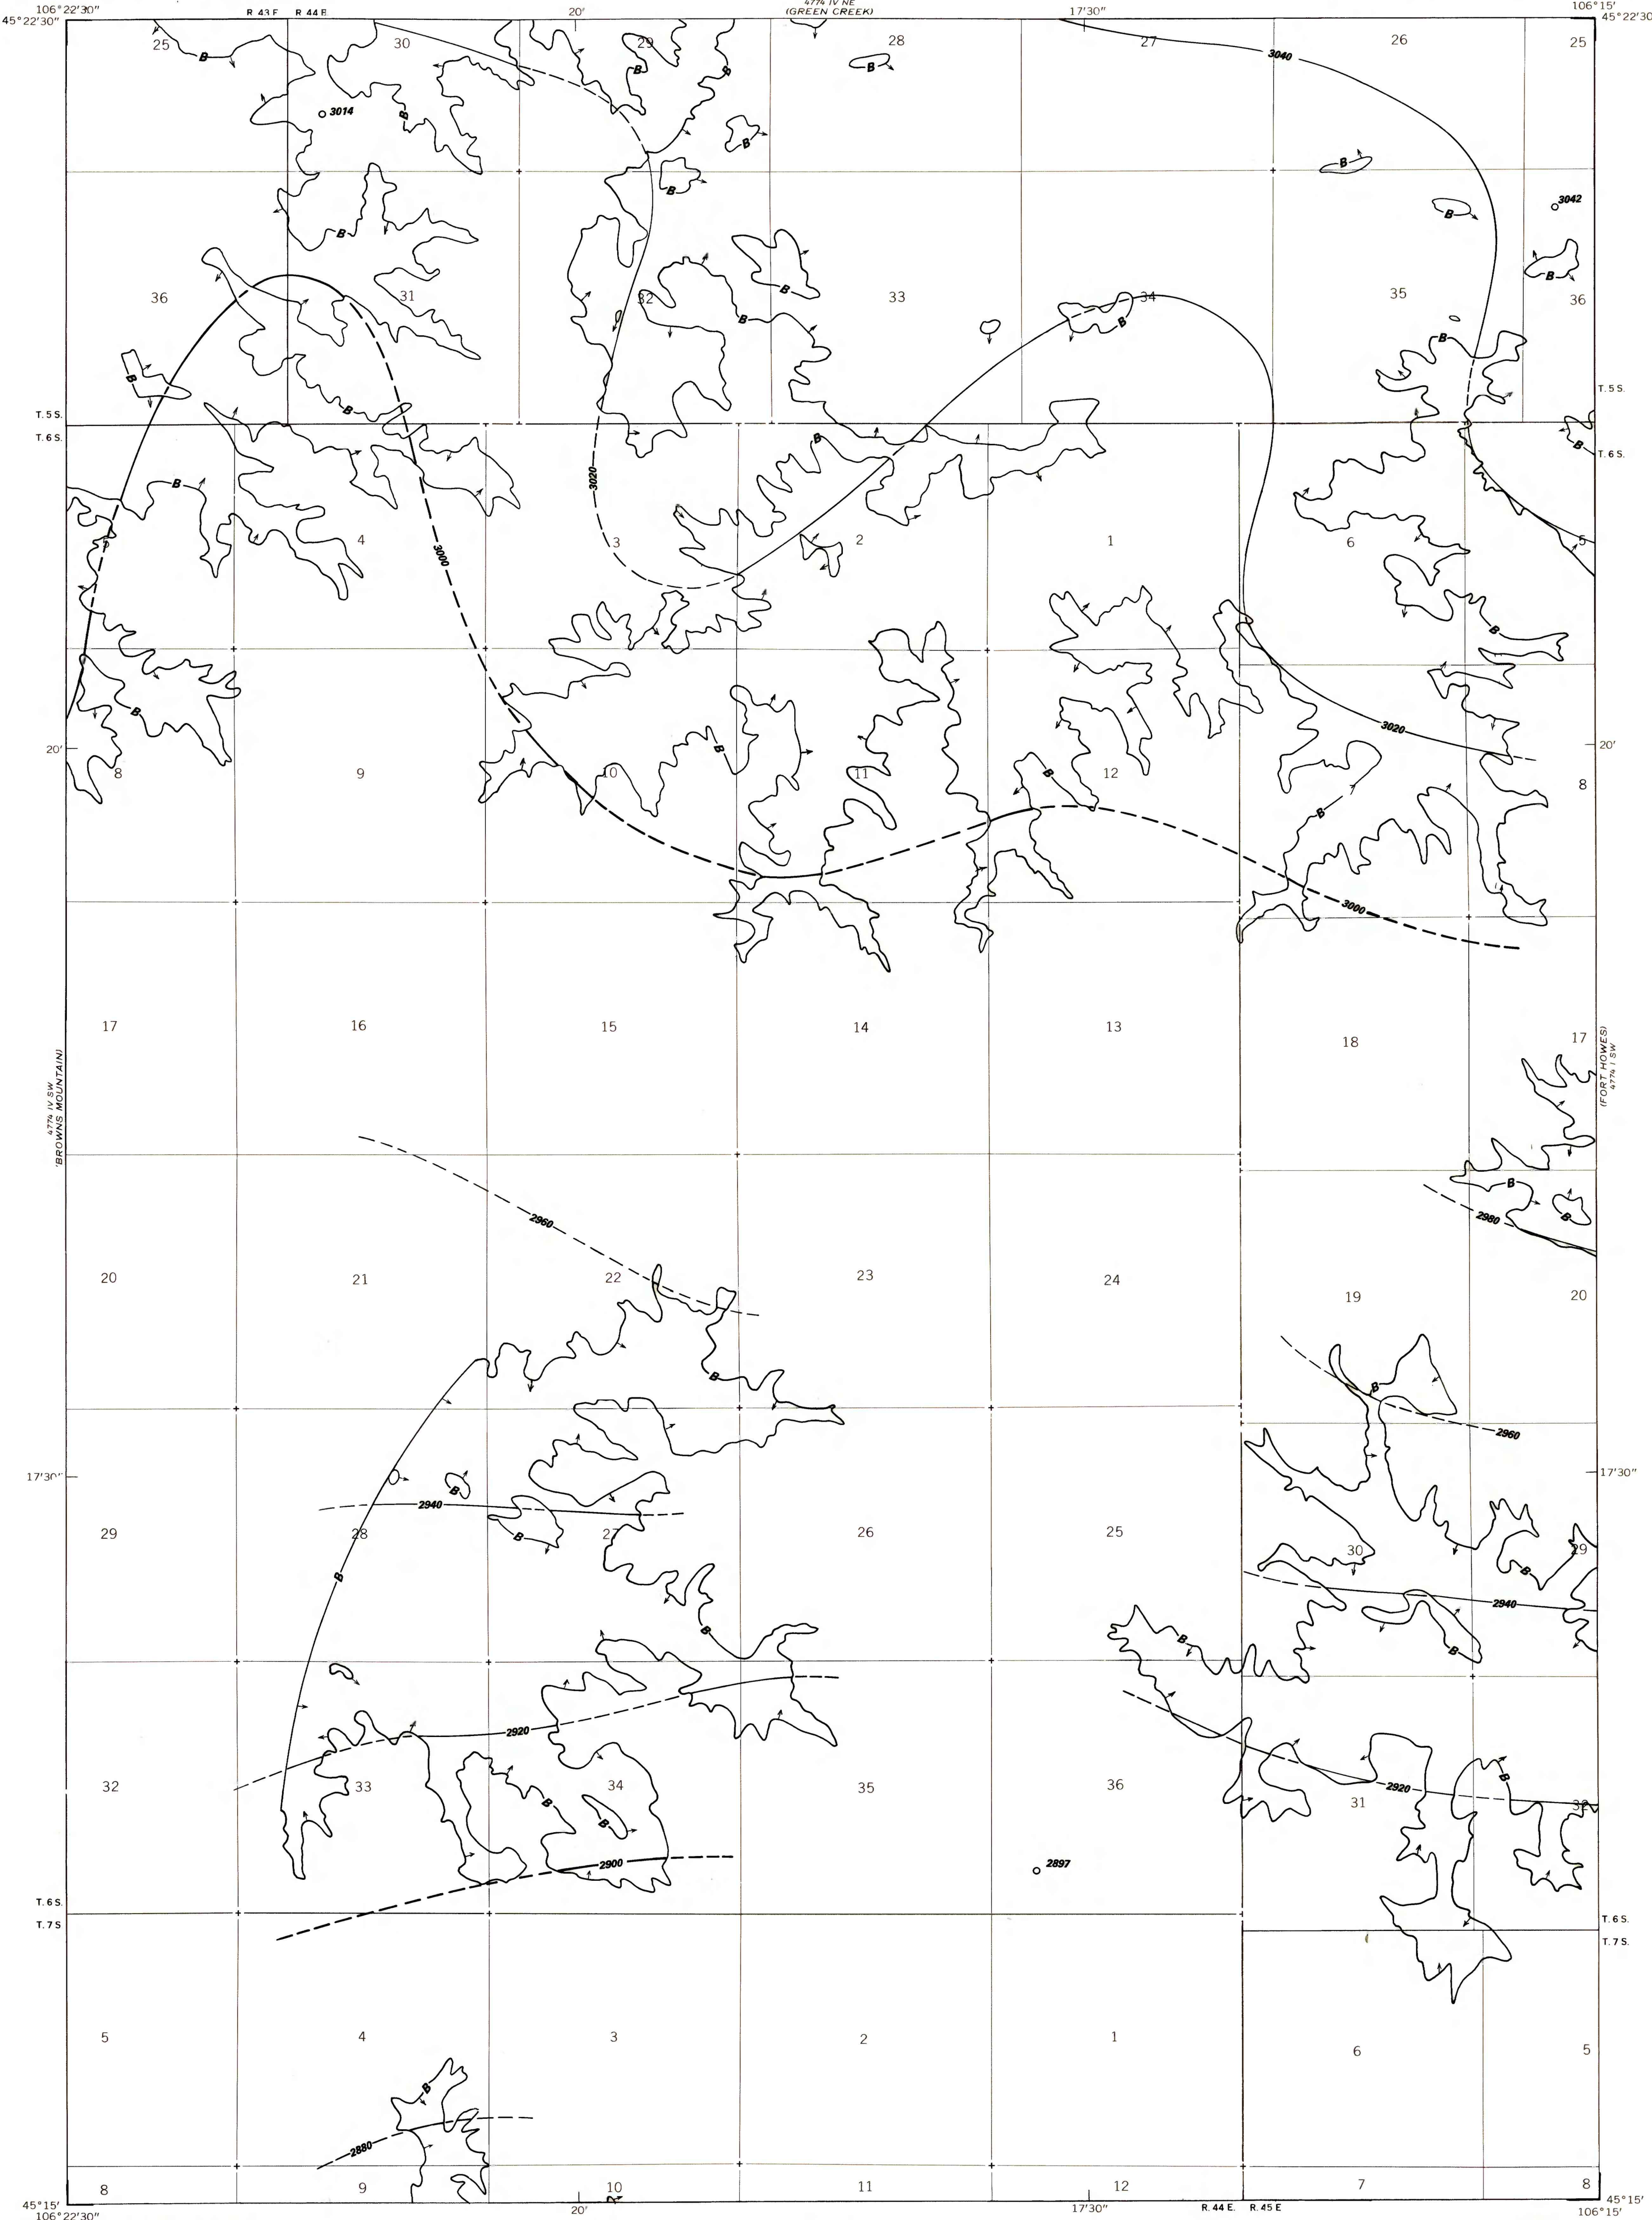 4774 IV NE
(GREEN CREEK)
106°22'30" R 43 E R 44 E 20' 17'30" 106°15'
45°22'30" 45°22'30"
25 30 29 28 27 26 25
3040
B B B B
B
3014 B
B
B B
B
3042
B
B
36 31 32 33 34 35 36
B
B B
B
B
B
T. 5 S. T. 5 S.
T. 6 S. T. 6 S.
B
B
B
3020
5 4 3 2 1 6 5
3000
B
B
3020
20' B 20'
8 9 10 11 12 7 8
B
B
3000
17 16 15 14 13 18 17
4774 IV SW
(BROWNS MOUNTAIN)
(FORT HOWES)
4774 I SW
B
B
2960 2980
20 21 22 23 24 19 20
B
B
2960
17'30" 17'30"
B
2940
B
29 28 27 26 25 30 29
B
B
2940
B
B
B
2920
32 33 34 35 36 31 32
B
2920
B
B
2900 2897
T. 6 S. T. 6 S.
T. 7 S T. 7 S.
5 4 3 2 1 6 5
B
2880
8 9 10 11 12 7 8
45°15' 45°15'
106°22'30" 20' 17'30" R. 44 E. R. 45 E 106°15'